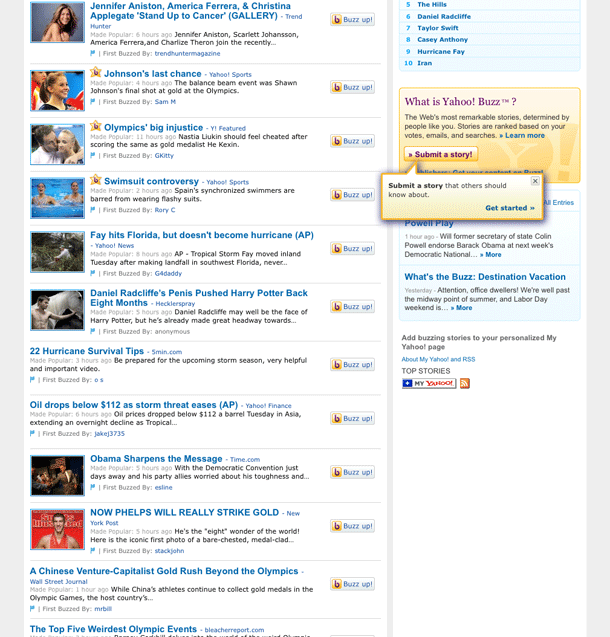 Jennifer Aniston, America Ferrera, & Christina
Applegate 'Stand Up to Cancer' (GALLERY) - Trend
Hunter
Made Popular: 6 hours ago Jennifer Aniston, Scarlett Johansson,
America Ferrera,and Charlize Theron join the recently...
| First Buzzed By: trendhuntermagazine
Buzz up!
Johnson's last chance - Yahoo! Sports
Made Popular: 4 hours ago The balance beam event was Shawn
Johnson's final shot at gold at the Olympics.
| First Buzzed By: Sam M
Buzz up!
Olympics' big injustice - Y! Featured
Made Popular: 11 hours ago Nastia Liukin should feel cheated after
scoring the same as gold medalist He Kexin.
| First Buzzed By: GKitty
Buzz up!
Swimsuit controversy - Yahoo! Sports
Made Popular: 2 hours ago Spain's synchronized swimmers are
barred from wearing flashy suits.
| First Buzzed By: Rory C
Buzz up!
Fay hits Florida, but doesn't become hurricane (AP)
- Yahoo! News
Made Popular: 8 hours ago AP - Tropical Storm Fay moved inland
Tuesday after making landfall in southwest Florida, never...
| First Buzzed By: G4daddy
Buzz up!
Daniel Radcliffe's Penis Pushed Harry Potter Back
Eight Months - Hecklerspray
Made Popular: 5 hours ago Daniel Radcliffe may well be the face of
Harry Potter, but he's already made great headway towards...
| First Buzzed By: anonymous
Buzz up!
22 Hurricane Survival Tips - 5min.com
Made Popular: 3 hours ago Be prepared for the upcoming storm season, very helpful
and important video.
| First Buzzed By: o s
Buzz up!
Oil drops below $112 as storm threat eases (AP) - Yahoo! Finance
Made Popular: 6 hours ago Oil prices dropped below $112 a barrel Tuesday in Asia,
extending an overnight decline as Tropical...
| First Buzzed By: jakej3735
Buzz up!
Obama Sharpens the Message - Time.com
Made Popular: 5 hours ago With the Democratic Convention just
days away and his party allies worried about his toughness and...
| First Buzzed By: esline
Buzz up!
NOW PHELPS WILL REALLY STRIKE GOLD - New
York Post
Made Popular: 5 hours ago He's the "eight" wonder of the world!
Here is the iconic first photo of a bare-chested, medal-clad...
| First Buzzed By: stackjohn
Buzz up!
A Chinese Venture-Capitalist Gold Rush Beyond the Olympics -
Wall Street Journal
Made Popular: 1 hour ago While China's athletes continue to collect gold medals in the
Olympic Games, the host country's...
| First Buzzed By: mrbill
Buzz up!
The Top Five Weirdest Olympic Events - bleacherreport.com
5 The Hills
6 Daniel Radcliffe
7 Taylor Swift
8 Casey Anthony
9 Hurricane Fay
10 Iran
What is Yahoo! Buzz™?
The Web's most remarkable stories, determined by
people like you. Stories are ranked based on your
votes, emails, and searches. » Learn more
» Submit a story!
Publishers: Get your content on Buzz!
Submit a story that others should
know about.
Get started »
All Entries
Powell Play
1 hour ago - Will former secretary of state Colin
Powell endorse Barack Obama at next week's
Democratic National... » More
What's the Buzz: Destination Vacation
Yesterday - Attention, office dwellers! We're well past
the midway point of summer, and Labor Day
weekend is... » More
Add buzzing stories to your personalized My
Yahoo! page
About My Yahoo! and RSS
TOP STORIES
MY YAHOO!